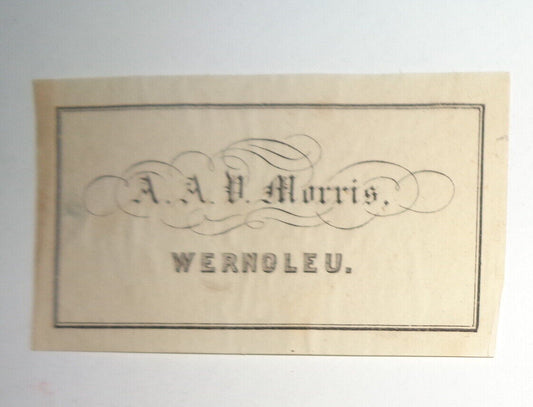 A. A. V. Morris,
WERNOLEU.